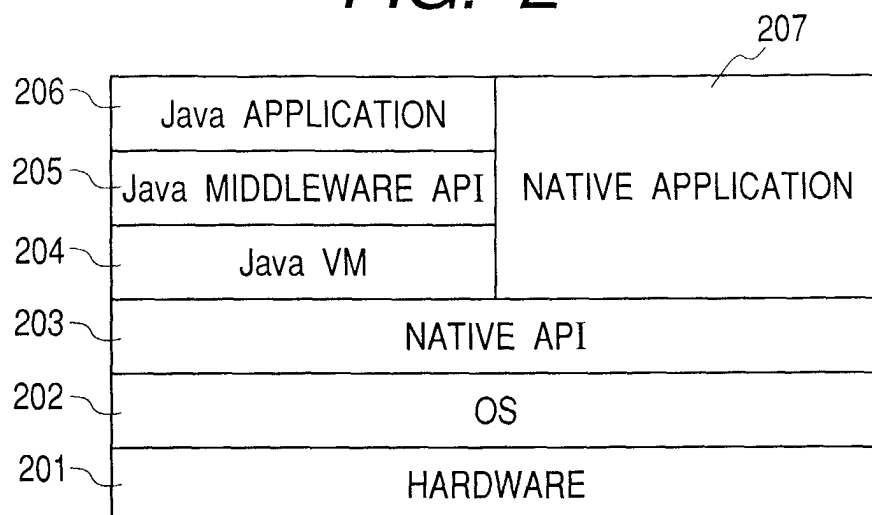 FIG. 2
207
206 Java APPLICATION
205 Java MIDDLEWARE API NATIVE APPLICATION
204 Java VM
203 NATIVE API
202 OS
201 HARDWARE